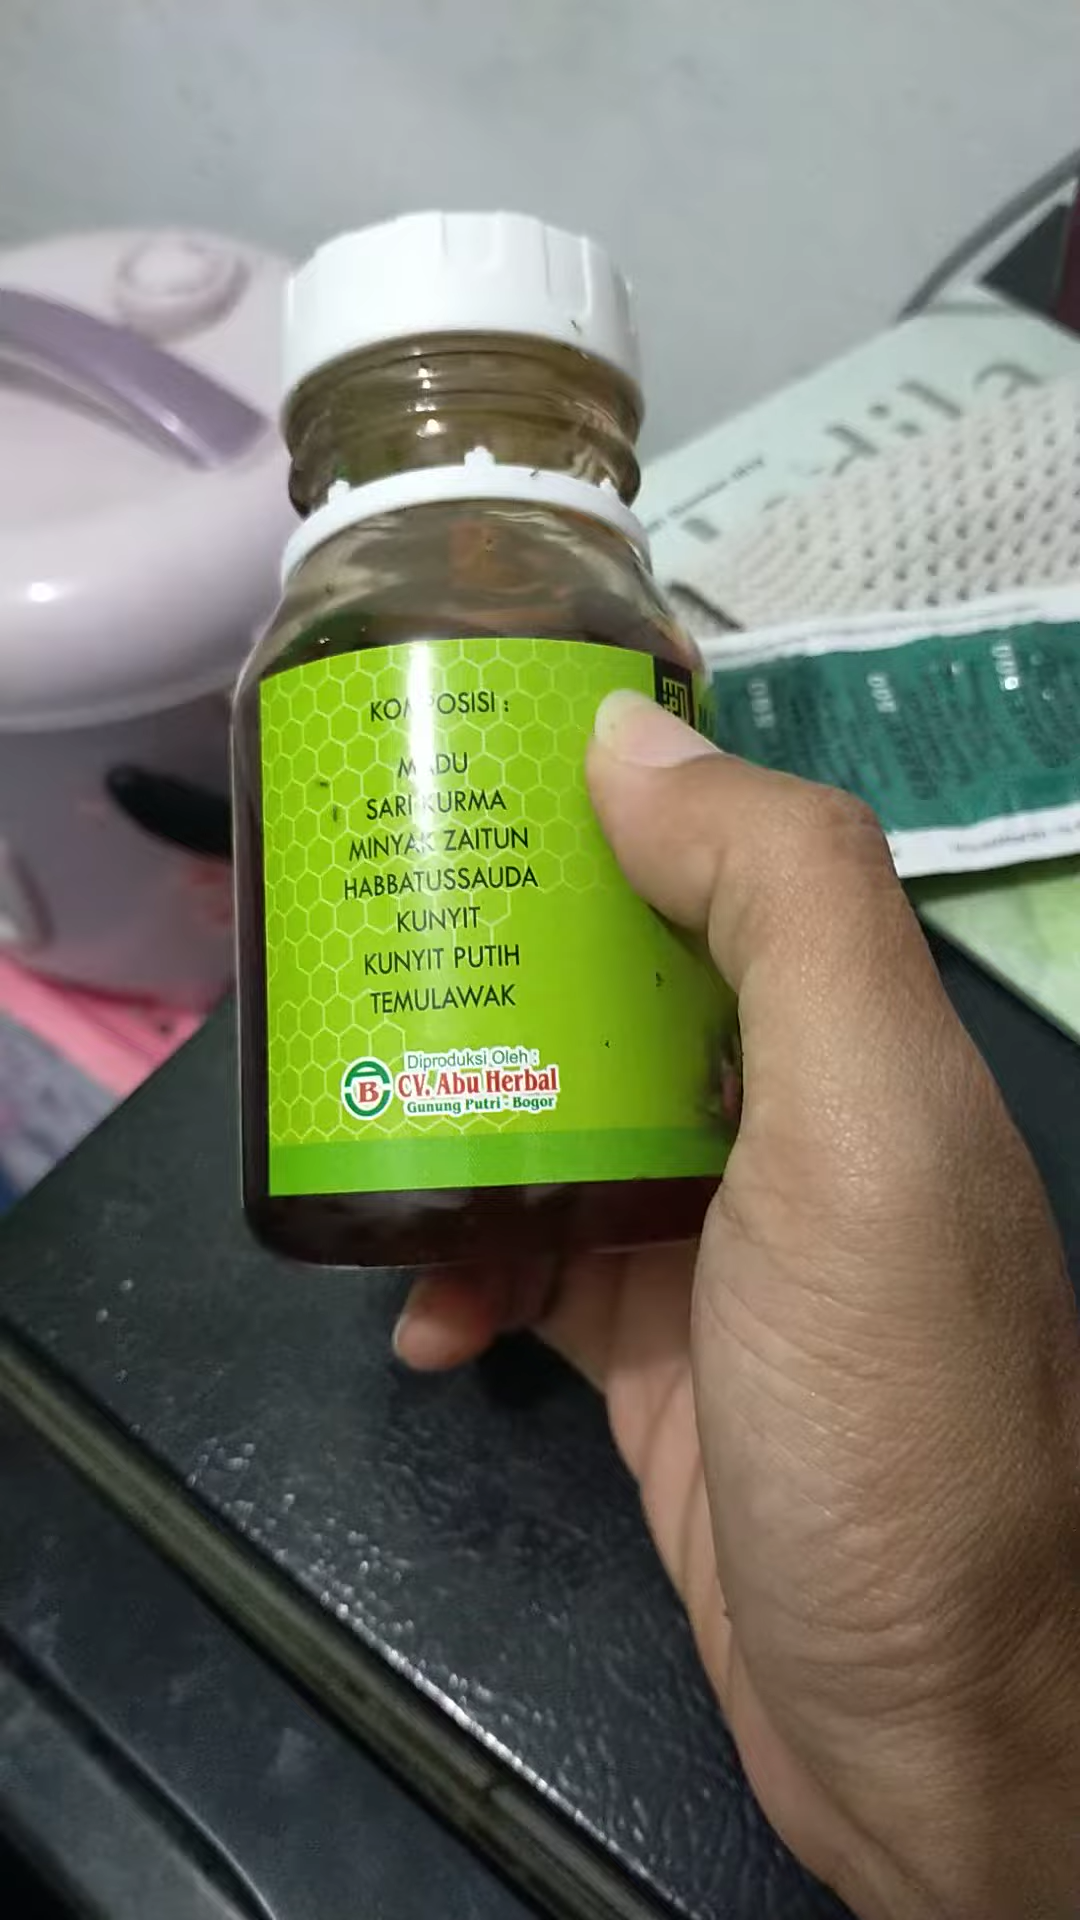 KOMPOSISI :
MADU
SARI KURMA
MINYAK ZAITUN
HABBATUSSAUDA
KUNYIT
KUNYIT PUTIH
TEMULAWAK
Diproduksi Oleh :
B
CV. Abu Herbal
Gunung Putri - Bogor